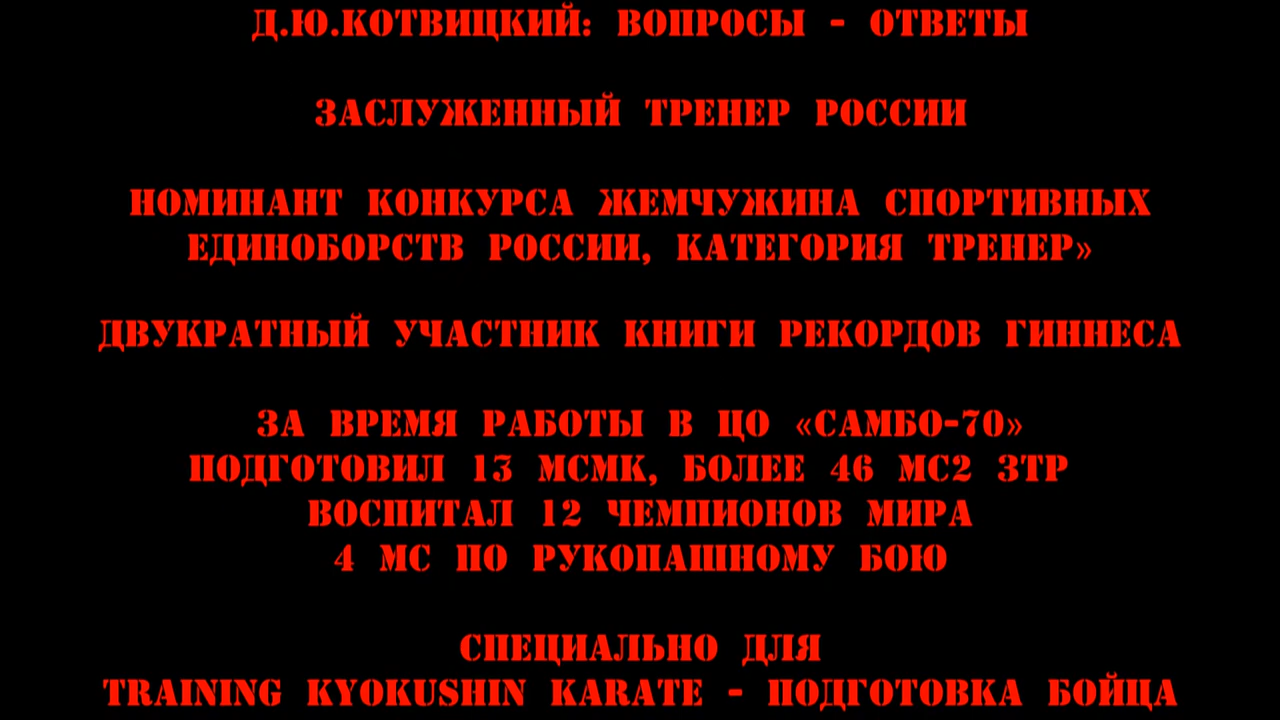 Д.Ю.КОТВИЦКИЙ: ВОПРОСЫ - ОТВЕТЫ
ЗАСЛУЖЕННЫЙ ТРЕНЕР РОССИИ
НОМИНАНТ КОНКУРСА ЖЕМЧУЖИНА СПОРТИВНЫХ
ЕДИНОБОРСТВ РОССИИ, КАТЕГОРИЯ ТРЕНЕР»
ДВУКРАТНЫЙ УЧАСТНИК КНИГИ РЕКОРДОВ ГИННЕСА
ЗА ВРЕМЯ РАБОТЫ В ЦО «САМБО-70»
ПОДГОТОВИЛ 13 МСМК, БОЛЕЕ 46 МС2 ЗТР
ВОСПИТАЛ 12 ЧЕМПИОНОВ МИРА
4 МС ПО РУКОПАШНОМУ БОЮ
СПЕЦИАЛЬНО ДЛЯ
TRAINING KYOKUSHIN KARATE - ПОДГОТОВКА БОЙЦА